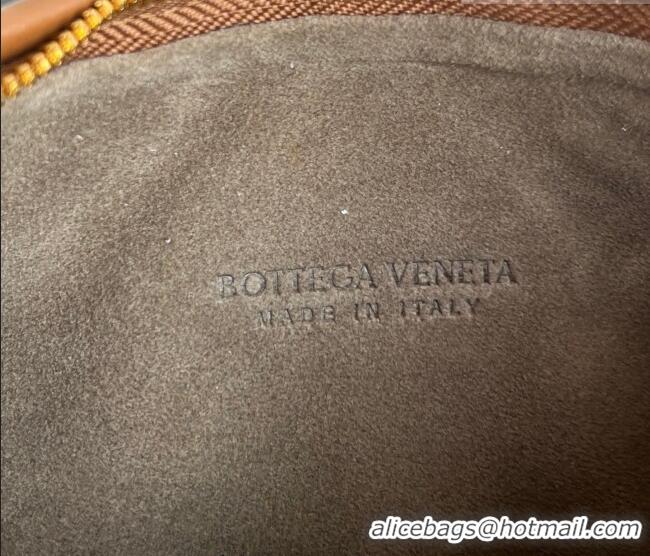 BOTTEGA VENETA
MADE IN ITALY
alicebags@hotmail.com